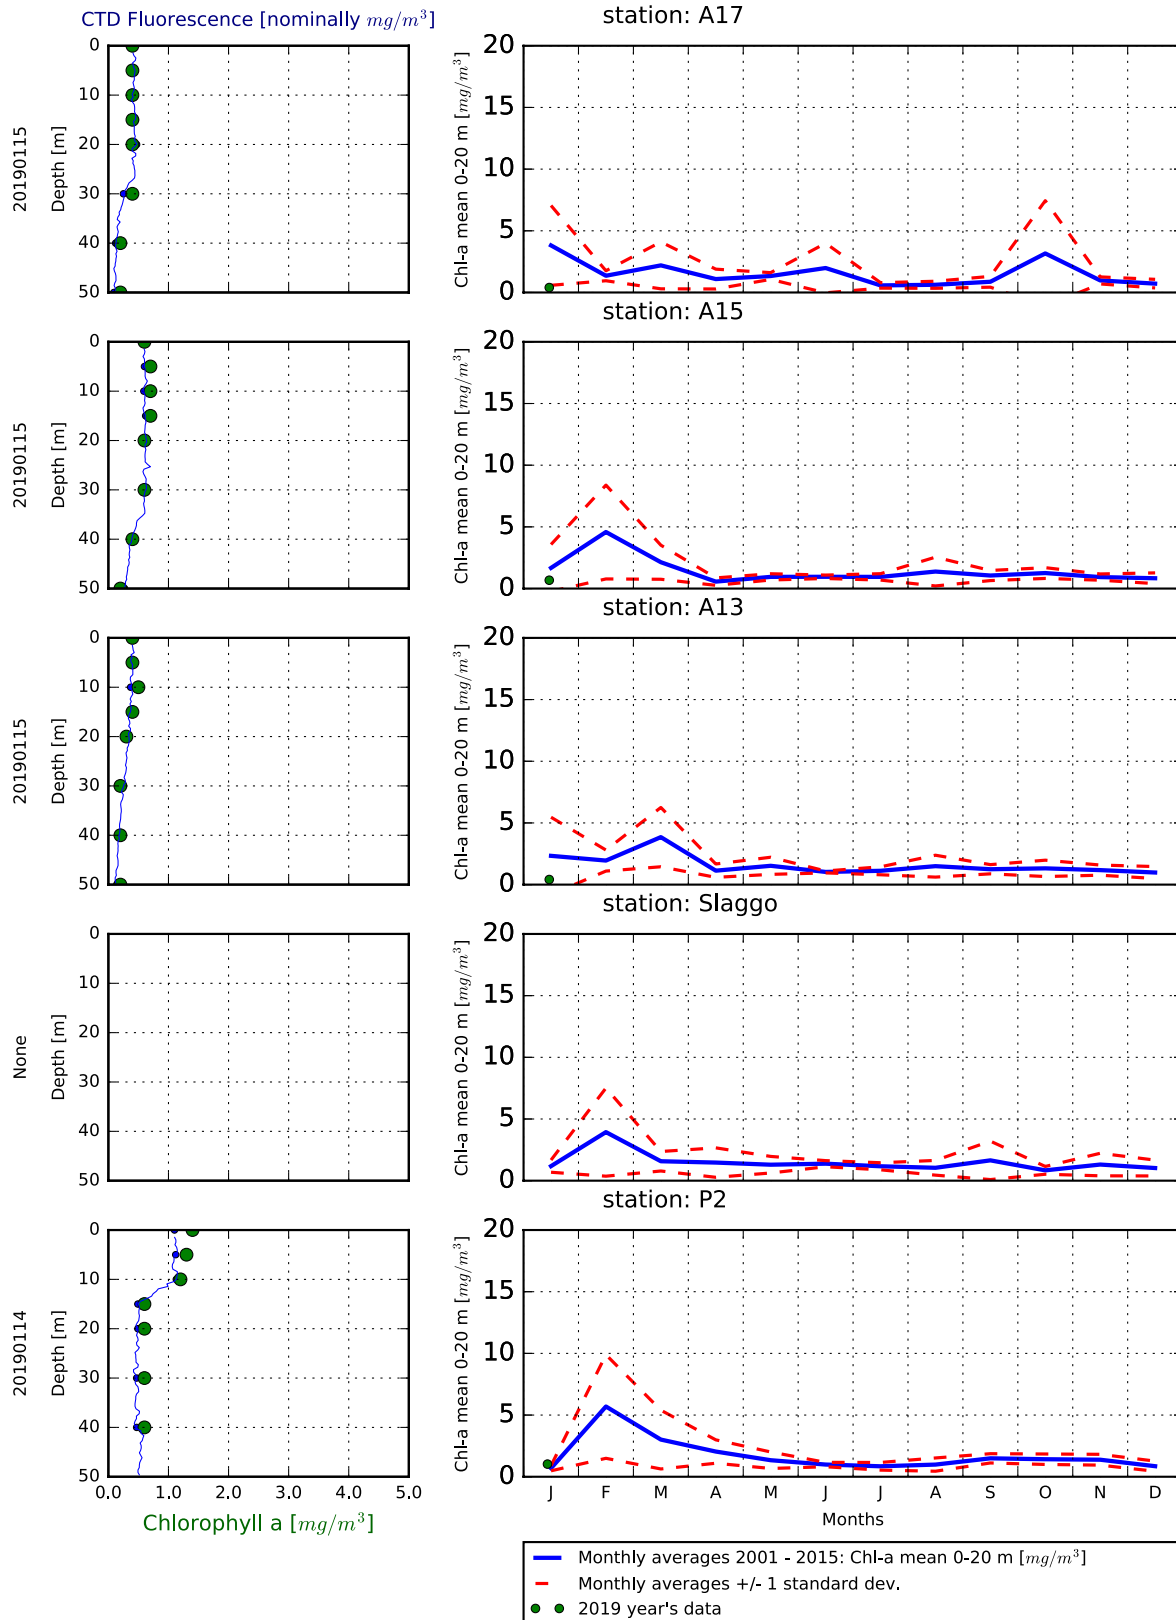 CTD Fluorescence [nominally mg/m³]
station: A17
20190115
Depth [m]
0
10
20
30
40
50
Chl-a mean 0-20 m [mg/m³]
20
15
10
5
0
station: A15
20190115
Depth [m]
0
10
20
30
40
50
Chl-a mean 0-20 m [mg/m³]
20
15
10
5
0
station: A13
20190115
Depth [m]
0
10
20
30
40
50
Chl-a mean 0-20 m [mg/m³]
20
15
10
5
0
station: Slaggo
None
Depth [m]
0
10
20
30
40
50
Chl-a mean 0-20 m [mg/m³]
20
15
10
5
0
station: P2
20190114
Depth [m]
0
10
20
30
40
50
0.0 1.0 2.0 3.0 4.0 5.0
Chlorophyll a [mg/m³]
Chl-a mean 0-20 m [mg/m³]
20
15
10
5
0
J F M A M J J A S O N D
Months
Monthly averages 2001 - 2015: Chl-a mean 0-20 m [mg/m³]
Monthly averages +/- 1 standard dev.
2019 year's data